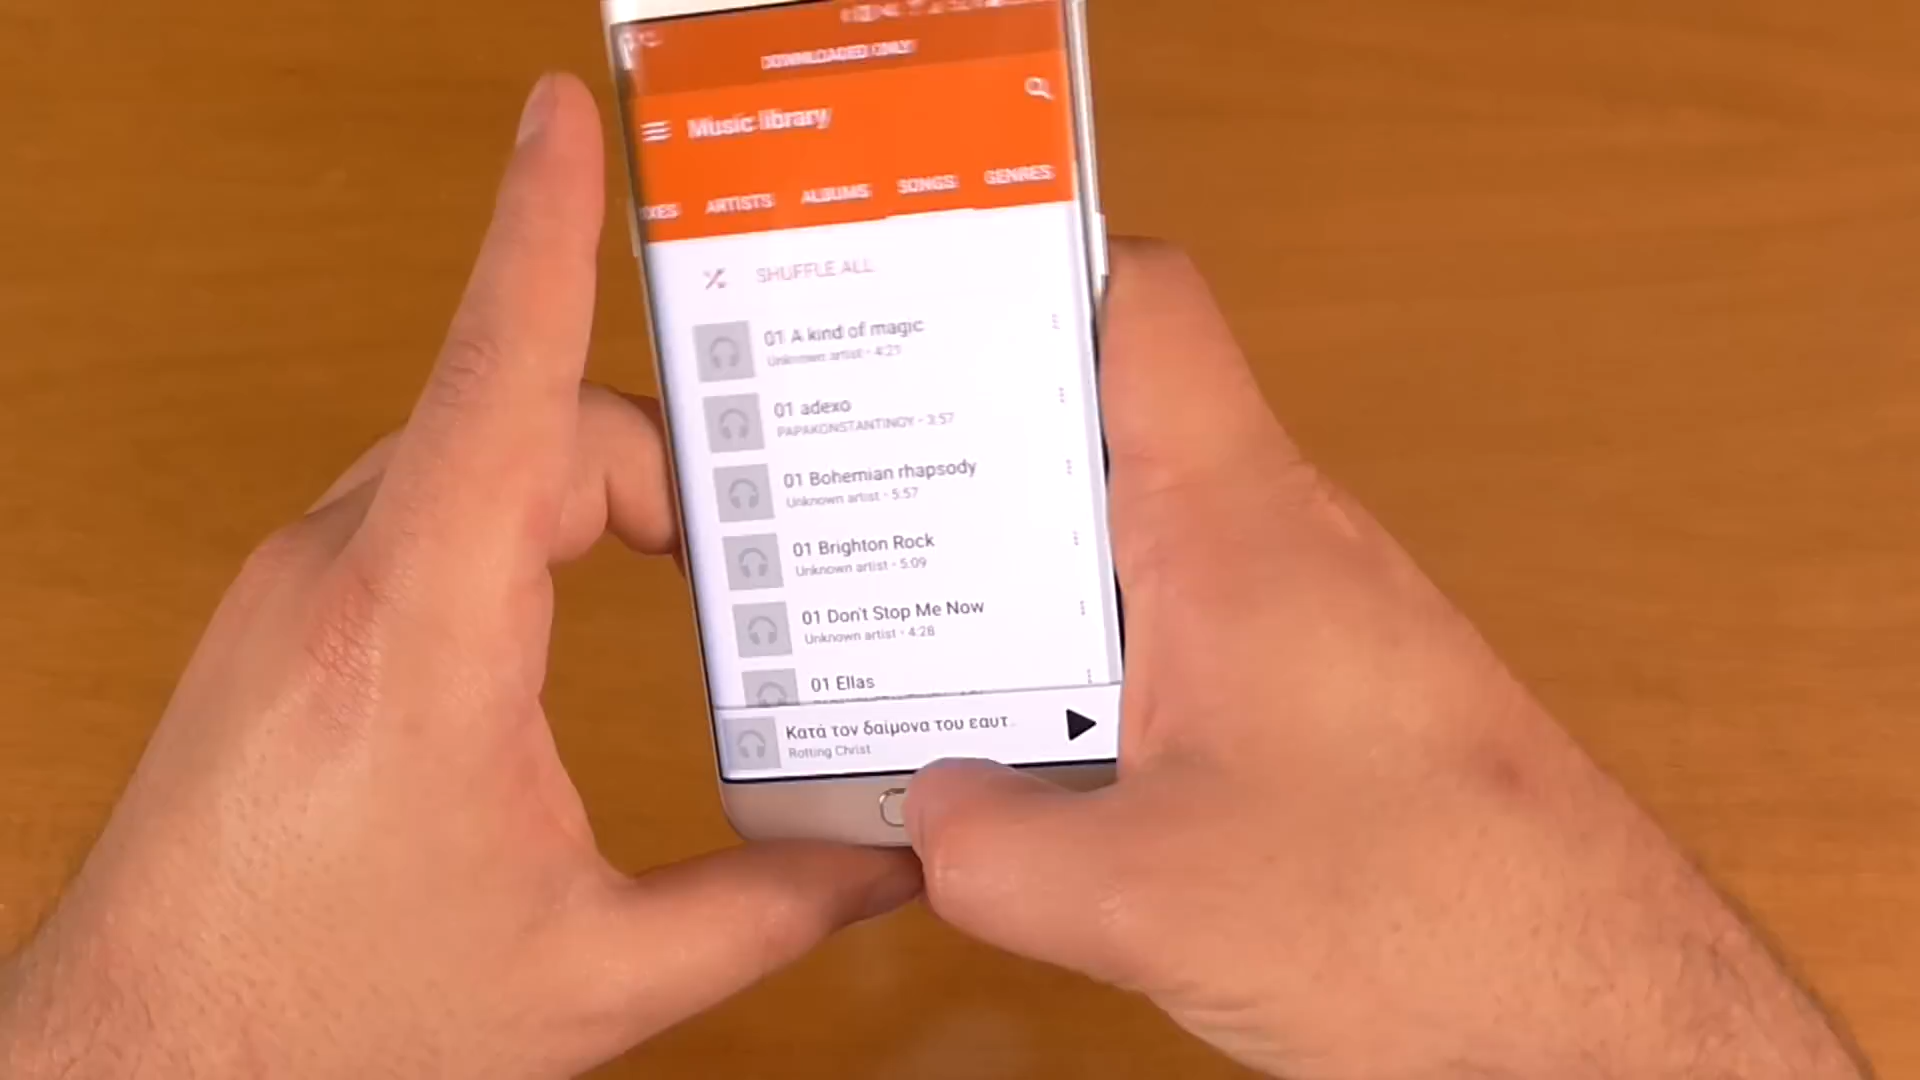 DOWNLOADED ONLY
Music library
XES ARTISTS ALBUMS SONGS GENRES
SHUFFLE ALL
01 A kind of magic
Unknown artist · 4:21
01 adexo
PAPAKONSTANTINOY · 3:57
01 Bohemian rhapsody
Unknown artist · 5:57
01 Brighton Rock
Unknown artist · 5:09
01 Don't Stop Me Now
Unknown artist · 4:28
01 Ellas
Κατά τον δαίμονα του εαυτ
Rotting Christ